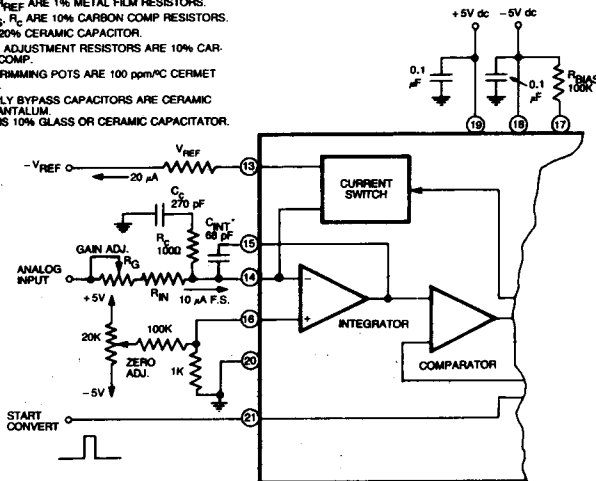 REF ARE 1% METAL FILM RESISTORS.
, RC ARE 10% CARBON COMP RESISTORS.
20% CERAMIC CAPACITOR.
ADJUSTMENT RESISTORS ARE 10% CAR-
COMP.
RIMMING POTS ARE 100 ppm/ºC CERMET
LY BYPASS CAPACITORS ARE CERAMIC
ANTALUM.
IS 10% GLASS OR CERAMIC CAPACITATOR.
+5V dc
-5V dc
0.1
µF
0.1
µF
RBIAS
100K
19
18
17
-VREF
20 µA
VREF
13
CURRENT
SWITCH
CC
270 pF
RC
100Ω
CINT*
68 pF
15
GAIN ADJ.
RG
ANALOG
INPUT
RIN
10 µA F.S.
14
-
+
INTEGRATOR
COMPARATOR
+5V
20K
100K
ZERO
ADJ.
-5V
1K
16
20
START
CONVERT
21